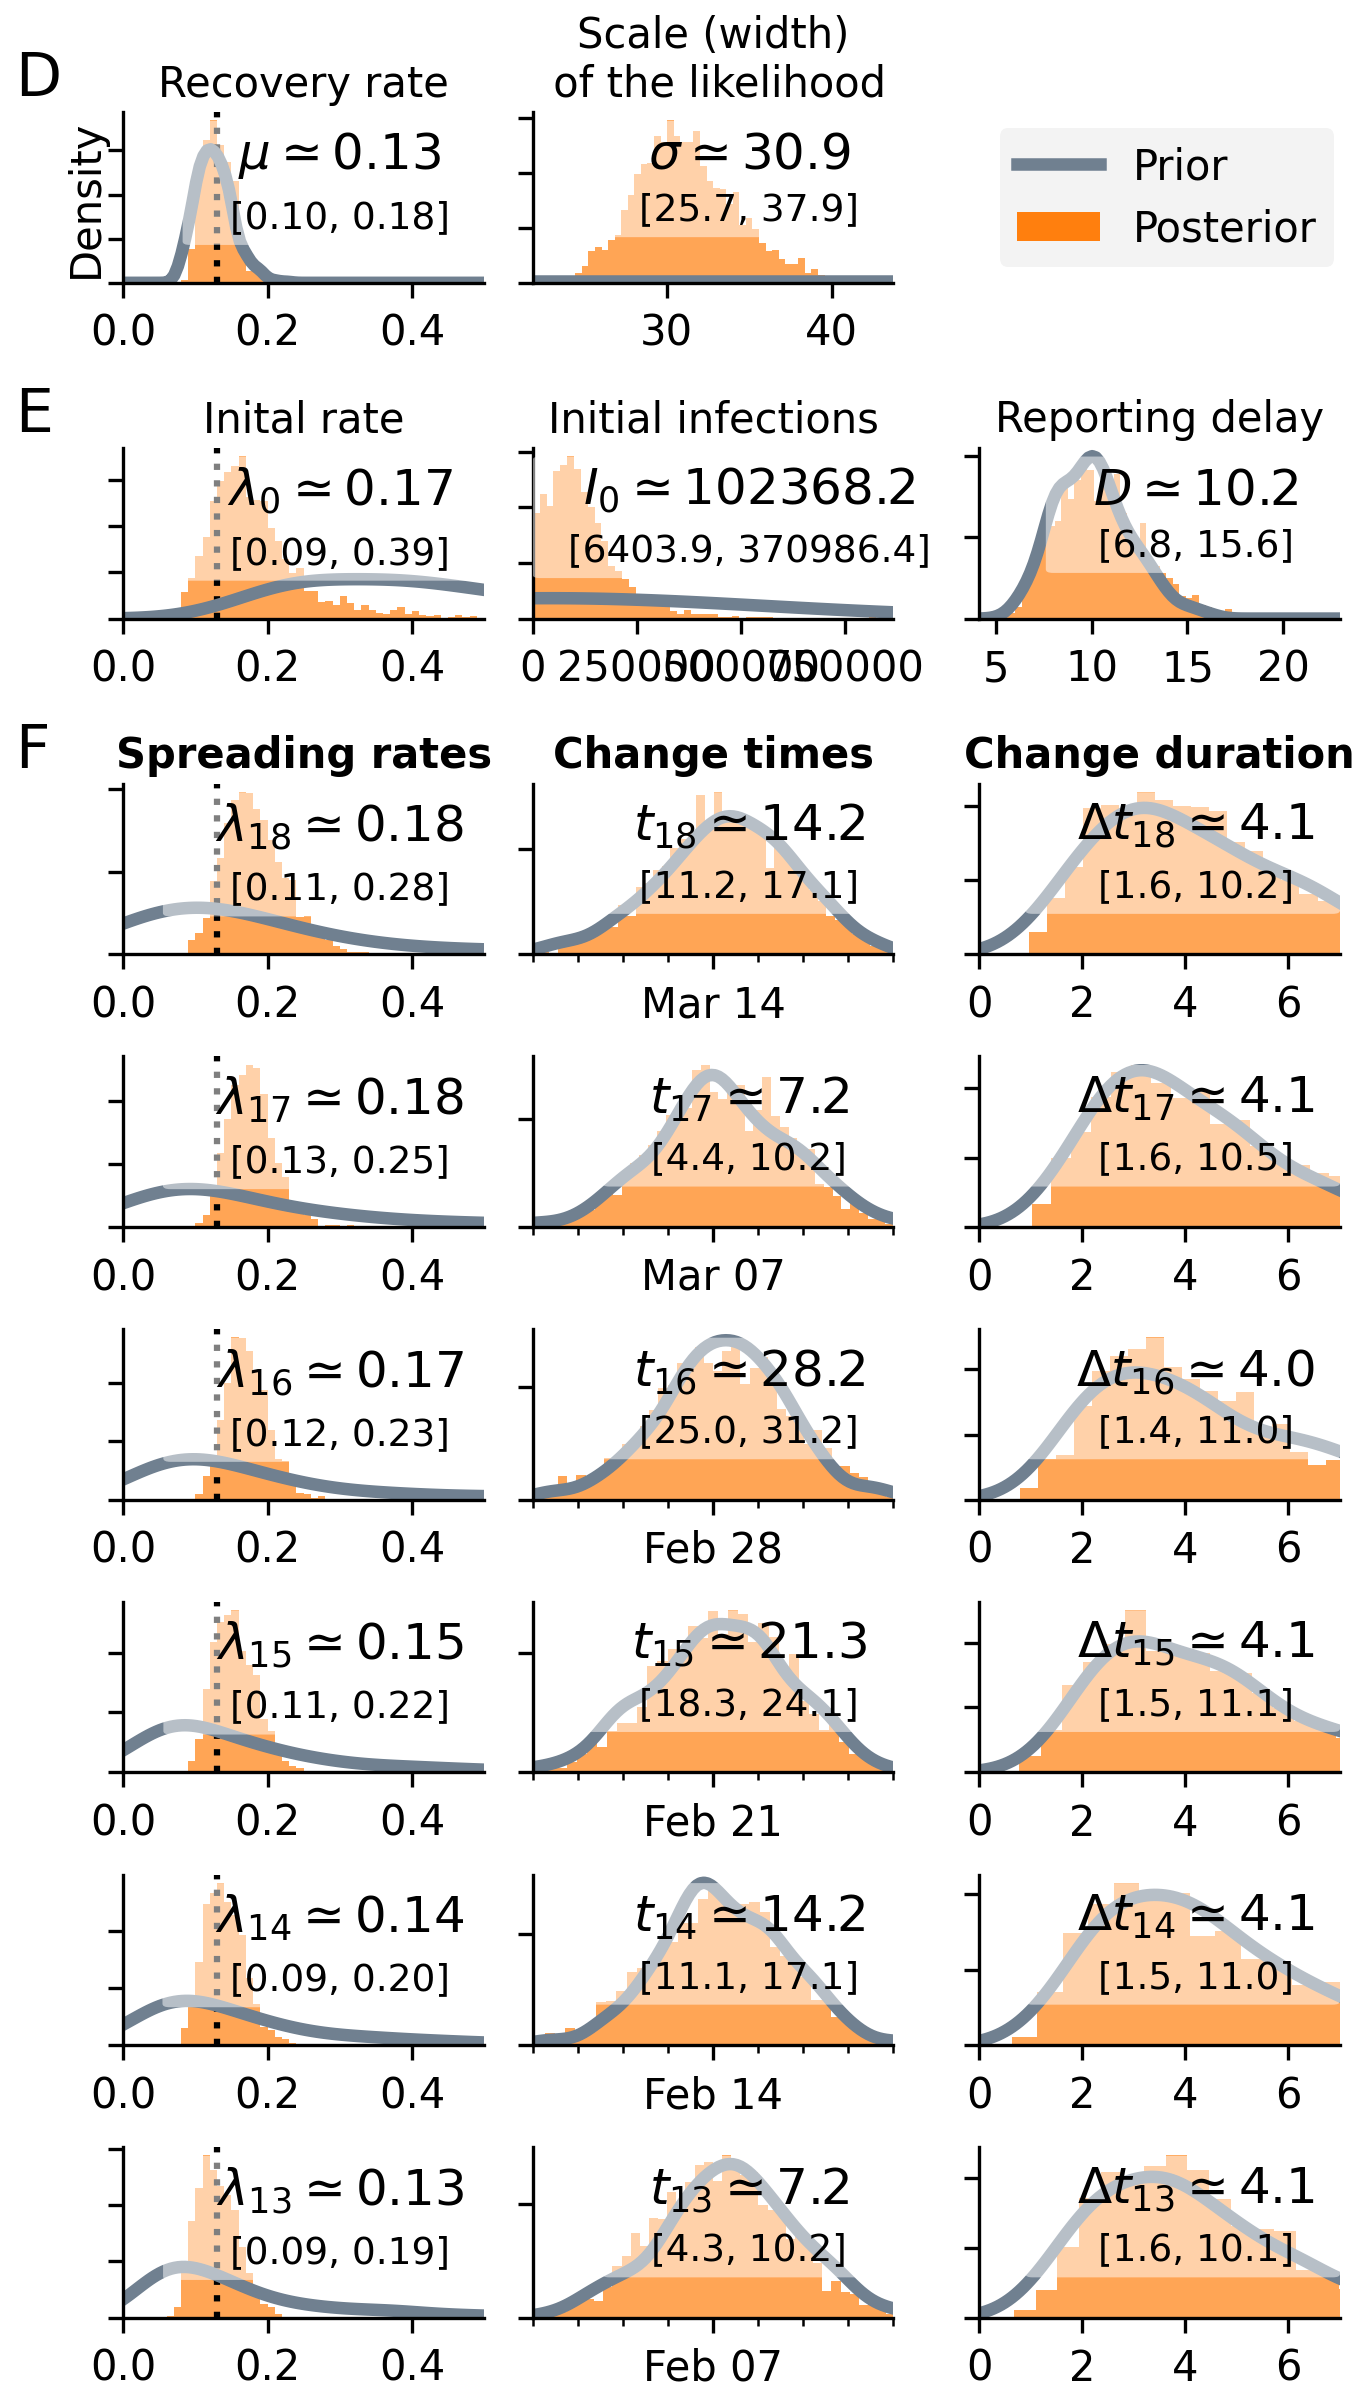 D
Recovery rate
Scale (width)
of the likelihood
Density
μ ≃ 0.13
[0.10, 0.18]
0.0 0.2 0.4
σ ≃ 30.9
[25.7, 37.9]
30 40
Prior
Posterior
E
Inital rate
λ0 ≃ 0.17
[0.09, 0.39]
0.0 0.2 0.4
Initial infections
I0 ≃ 102368.2
[6403.9, 370986.4]
0 250000 500000 750000
Reporting delay
D ≃ 10.2
[6.8, 15.6]
5 10 15 20
F
Spreading rates
Change times
Change duration
λ18 ≃ 0.18
[0.11, 0.28]
0.0 0.2 0.4
t18 ≃ 14.2
[11.2, 17.1]
Mar 14
Δt18 ≃ 4.1
[1.6, 10.2]
0 2 4 6
λ17 ≃ 0.18
[0.13, 0.25]
0.0 0.2 0.4
t17 ≃ 7.2
[4.4, 10.2]
Mar 07
Δt17 ≃ 4.1
[1.6, 10.5]
0 2 4 6
λ16 ≃ 0.17
[0.12, 0.23]
0.0 0.2 0.4
t16 ≃ 28.2
[25.0, 31.2]
Feb 28
Δt16 ≃ 4.0
[1.4, 11.0]
0 2 4 6
λ15 ≃ 0.15
[0.11, 0.22]
0.0 0.2 0.4
t15 ≃ 21.3
[18.3, 24.1]
Feb 21
Δt15 ≃ 4.1
[1.5, 11.1]
0 2 4 6
λ14 ≃ 0.14
[0.09, 0.20]
0.0 0.2 0.4
t14 ≃ 14.2
[11.1, 17.1]
Feb 14
Δt14 ≃ 4.1
[1.5, 11.0]
0 2 4 6
λ13 ≃ 0.13
[0.09, 0.19]
0.0 0.2 0.4
t13 ≃ 7.2
[4.3, 10.2]
Feb 07
Δt13 ≃ 4.1
[1.6, 10.1]
0 2 4 6